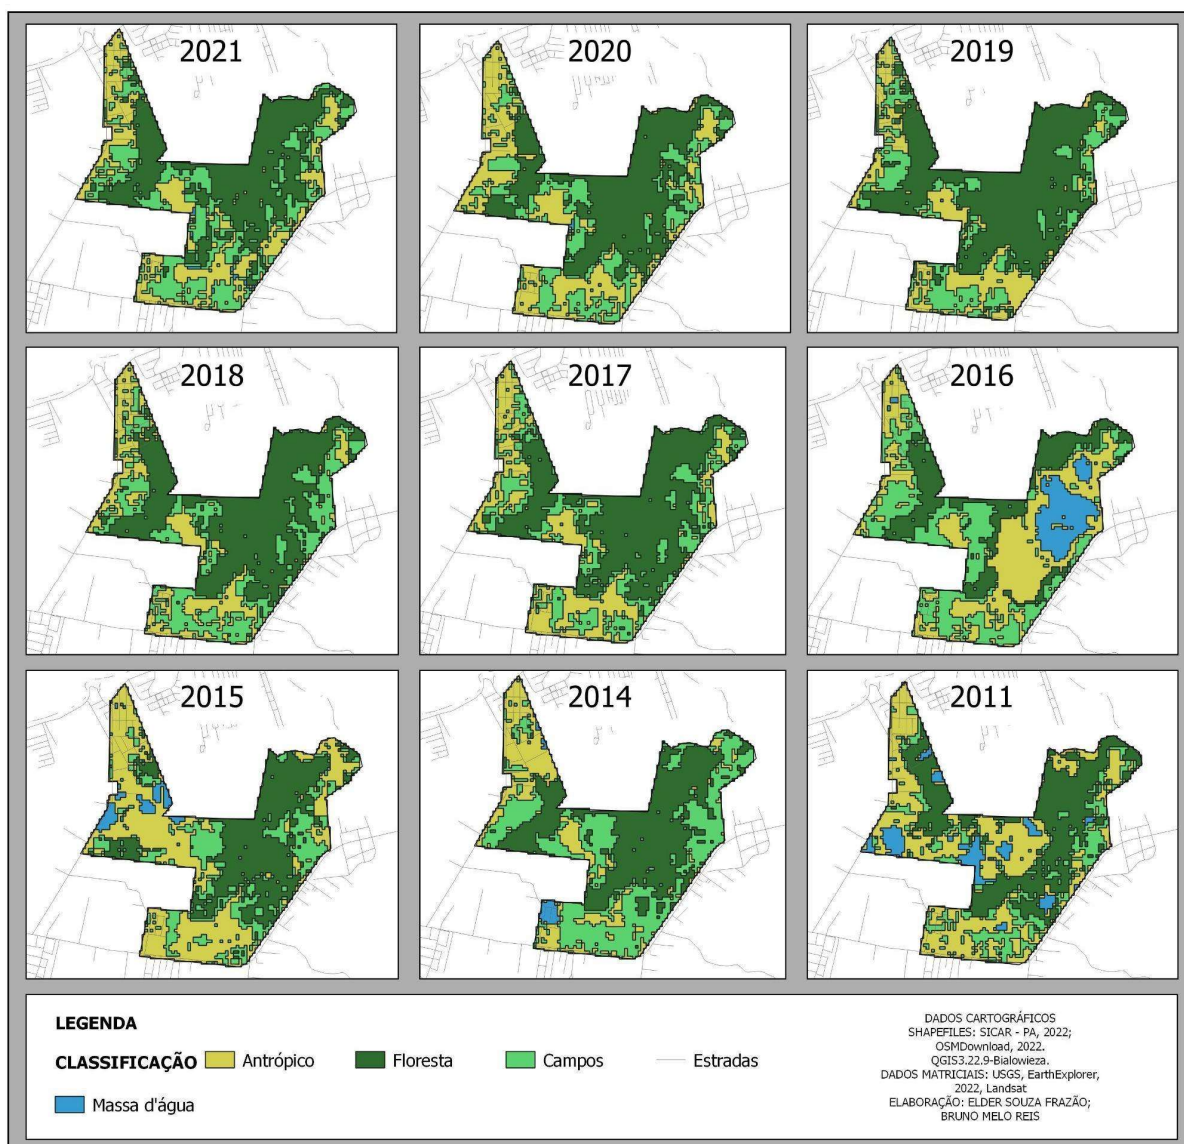 2021
2020
2019
2018
2017
2016
2015
2014
2011
LEGENDA
CLASSIFICAÇÃO
Antrópico
Floresta
Campos
Estradas
Massa d'água
DADOS CARTOGRÁFICOS
SHAPEFILES: SICAR - PA, 2022;
OSMDownload, 2022.
QGIS3.22.9-Bialowieza.
DADOS MATRICIAIS: USGS, EarthExplorer,
2022, Landsat
ELABORAÇÃO: ELDER SOUZA FRAZÃO;
BRUNO MELO REIS